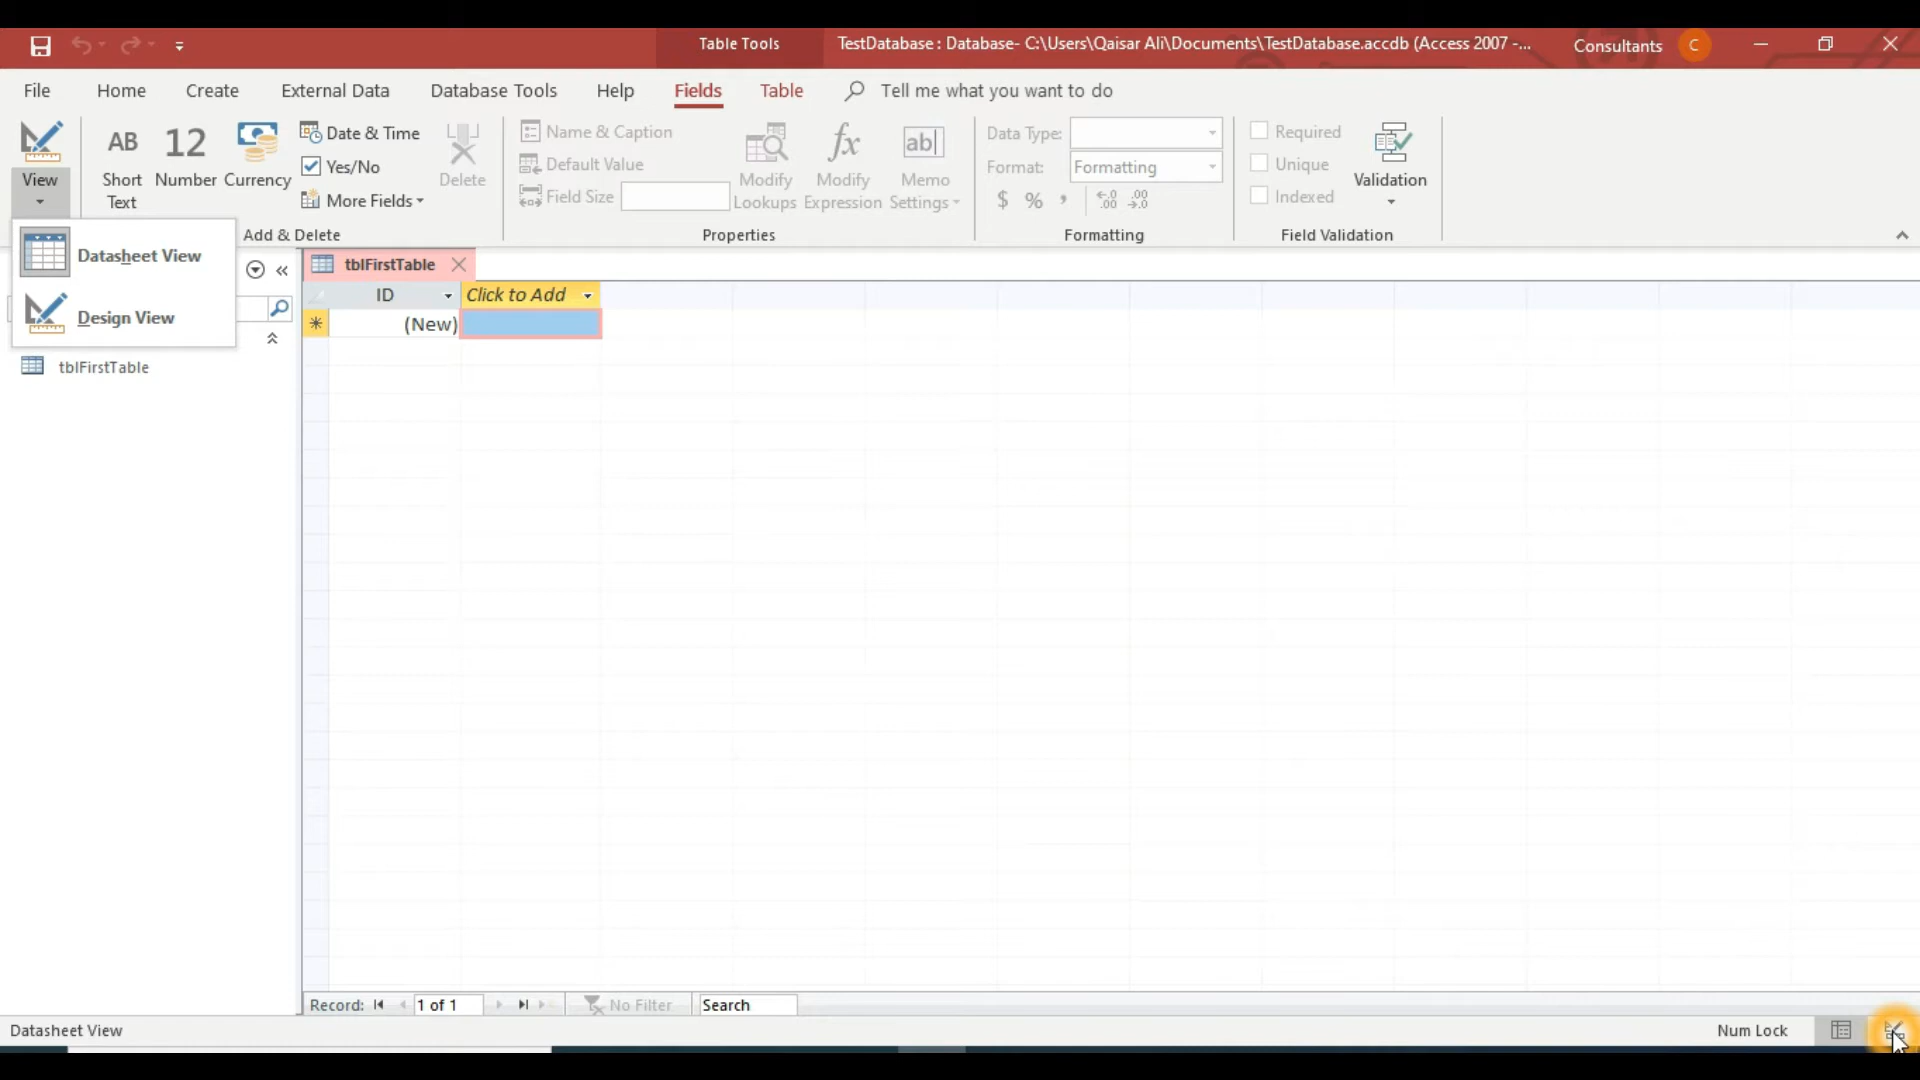 Table Tools
TestDatabase : Database- C:\Users\Qaisar Ali\Documents\TestDatabase.accdb (Access 2007 -...
Consultants
C
File
Home
Create
External Data
Database Tools
Help
Fields
Table
Tell me what you want to do
View
AB
Short
Text
12
Number
Currency
Date & Time
Yes/No
More Fields
Delete
Add & Delete
Name & Caption
Default Value
Field Size
Modify
Lookups
fx
Modify
Expression
ab|
Memo
Settings
Properties
Data Type:
Format:
Formatting
$ % ,
←.0
.00
.00
→.0
Formatting
Required
Unique
Indexed
Validation
Field Validation
Datasheet View
Design View
tblFirstTable
tblFirstTable
ID
Click to Add
(New)
Record:
1 of 1
No Filter
Search
Datasheet View
Num Lock